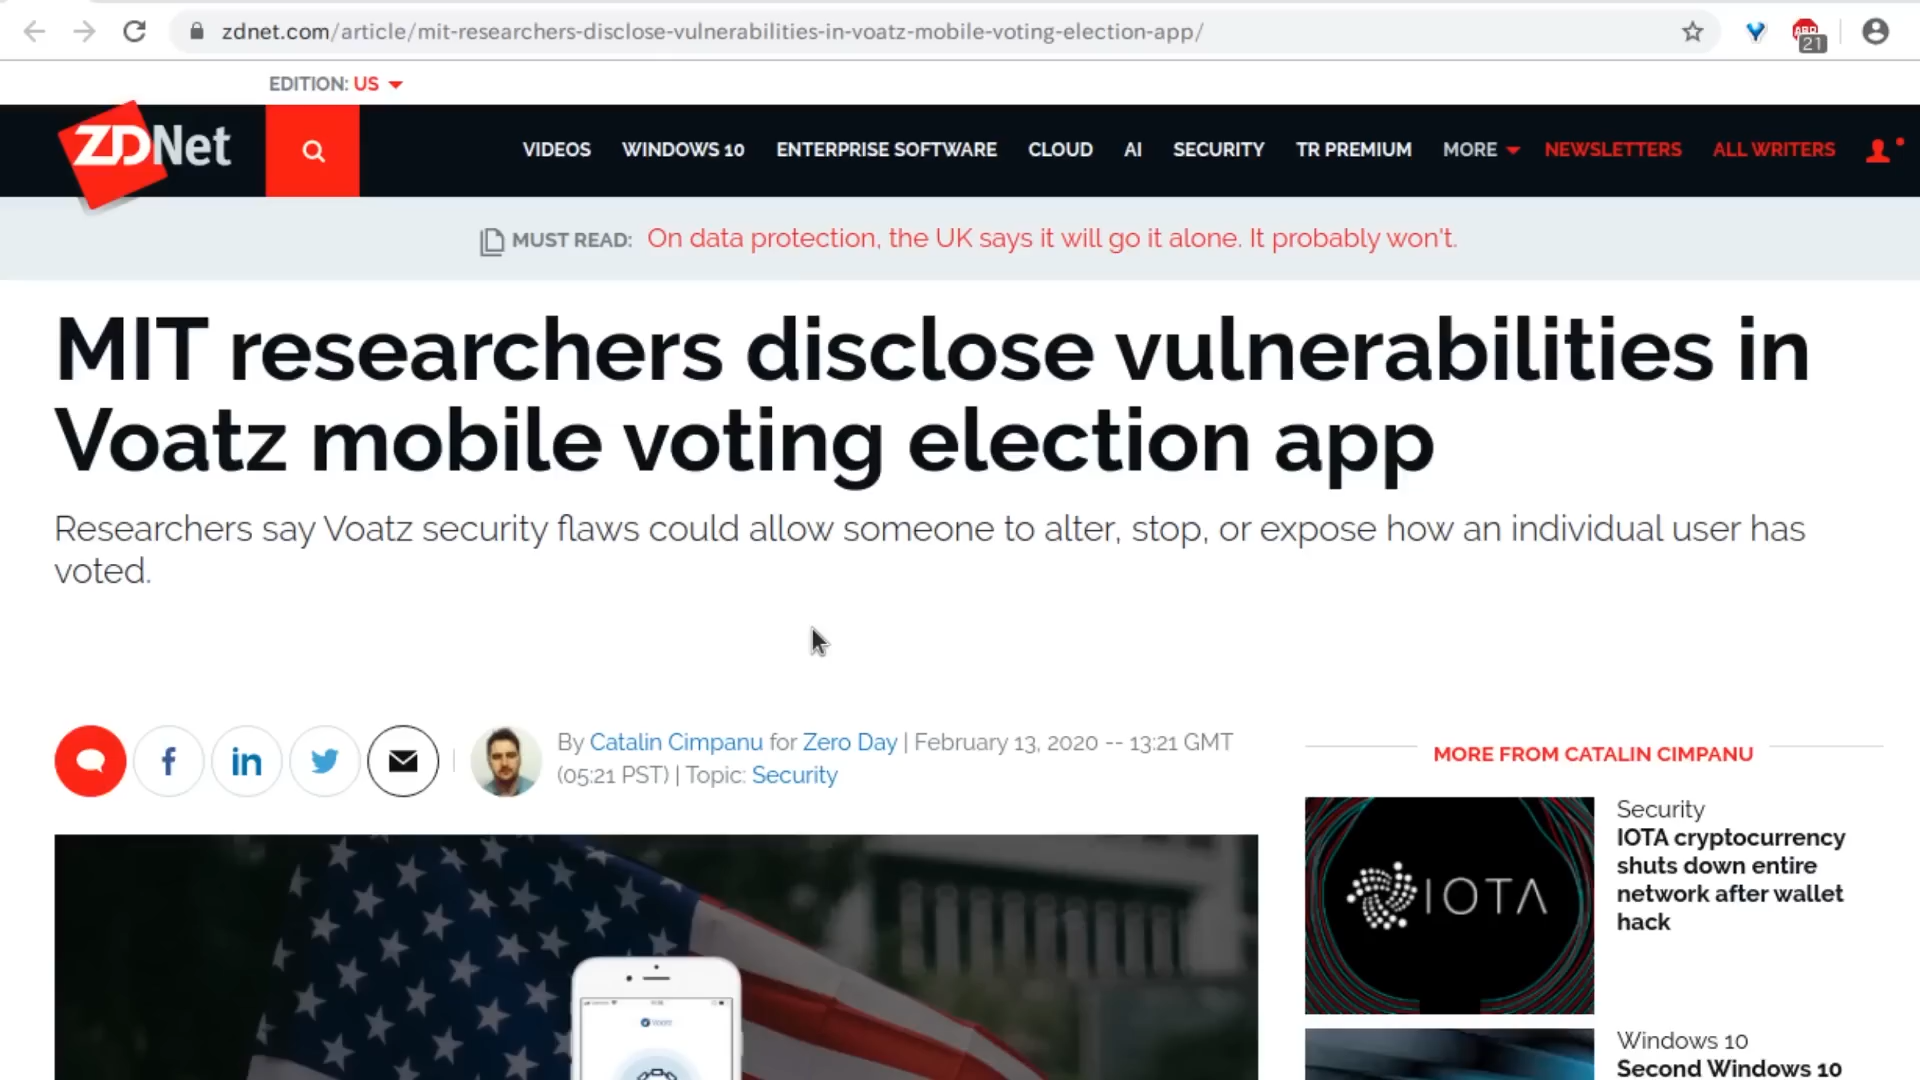 zdnet.com/article/mit-researchers-disclose-vulnerabilities-in-voatz-mobile-voting-election-app/
21
EDITION: US
ZDNet
VIDEOS WINDOWS 10 ENTERPRISE SOFTWARE CLOUD AI SECURITY TR PREMIUM MORE NEWSLETTERS ALL WRITERS
MUST READ: On data protection, the UK says it will go it alone. It probably won't.
MIT researchers disclose vulnerabilities in
Voatz mobile voting election app
Researchers say Voatz security flaws could allow someone to alter, stop, or expose how an individual user has
voted.
By Catalin Cimpanu for Zero Day | February 13, 2020 -- 13:21 GMT
(05:21 PST) | Topic: Security
MORE FROM CATALIN CIMPANU
IOTA
Security
IOTA cryptocurrency
shuts down entire
network after wallet
hack
Windows 10
Second Windows 10